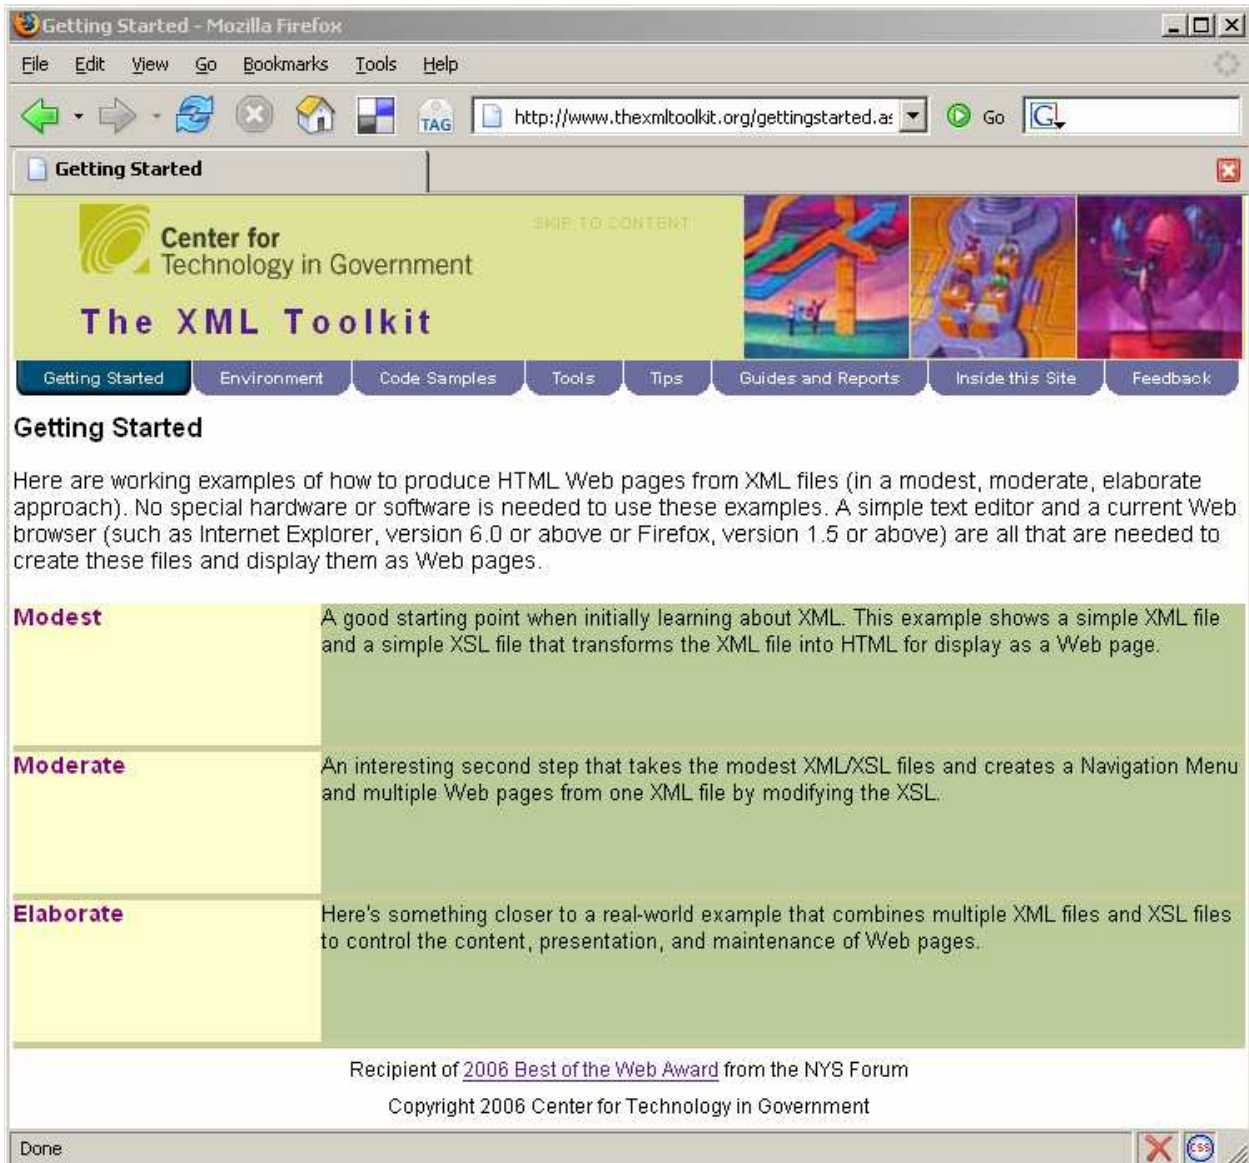 Getting Started - Mozilla Firefox
File Edit View Go Bookmarks Tools Help
TAG http://www.thexmltoolkit.org/gettingstarted.as Go G
Getting Started
SKIP TO CONTENT
Center for
Technology in Government
The XML Toolkit
Getting Started Environment Code Samples Tools Tips Guides and Reports Inside this Site Feedback
Getting Started
Here are working examples of how to produce HTML Web pages from XML files (in a modest, moderate, elaborate
approach). No special hardware or software is needed to use these examples. A simple text editor and a current Web
browser (such as Internet Explorer, version 6.0 or above or Firefox, version 1.5 or above) are all that are needed to
create these files and display them as Web pages.
Modest
A good starting point when initially learning about XML. This example shows a simple XML file
and a simple XSL file that transforms the XML file into HTML for display as a Web page.
Moderate
An interesting second step that takes the modest XML/XSL files and creates a Navigation Menu
and multiple Web pages from one XML file by modifying the XSL.
Elaborate
Here's something closer to a real-world example that combines multiple XML files and XSL files
to control the content, presentation, and maintenance of Web pages.
Recipient of 2006 Best of the Web Award from the NYS Forum
Copyright 2006 Center for Technology in Government
Done CSS